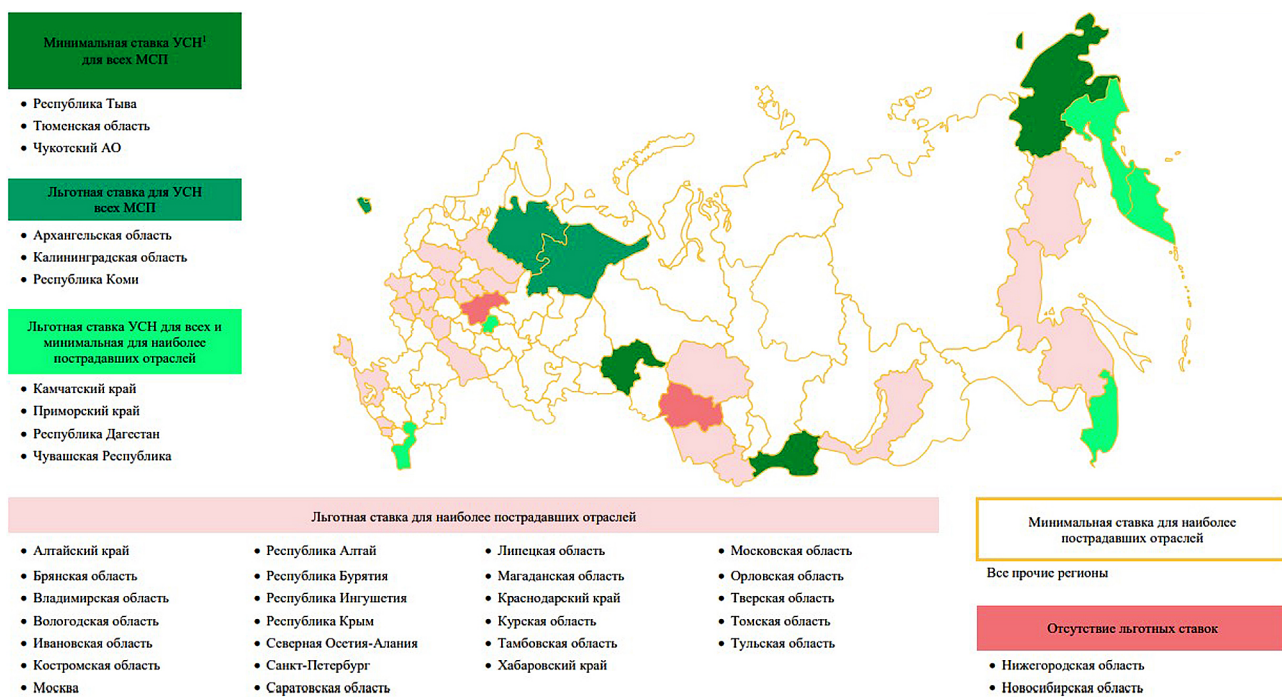 Минимальная ставка УСН¹
для всех МСП
• Республика Тыва
• Тюменская область
• Чукотский АО
Льготная ставка для УСН
всех МСП
• Архангельская область
• Калининградская область
• Республика Коми
Льготная ставка УСН для всех и
минимальная для наиболее
пострадавших отраслей
• Камчатский край
• Приморский край
• Республика Дагестан
• Чувашская Республика
Льготная ставка для наиболее пострадавших отраслей
• Алтайский край
• Брянская область
• Владимирская область
• Вологодская область
• Ивановская область
• Костромская область
• Москва
• Республика Алтай
• Республика Бурятия
• Республика Ингушетия
• Республика Крым
• Северная Осетия-Алания
• Санкт-Петербург
• Саратовская область
• Липецкая область
• Магаданская область
• Краснодарский край
• Курская область
• Тамбовская область
• Хабаровский край
• Московская область
• Орловская область
• Тверская область
• Томская область
• Тульская область
Минимальная ставка для наиболее
пострадавших отраслей
Все прочие регионы
Отсутствие льготных ставок
• Нижегородская область
• Новосибирская область